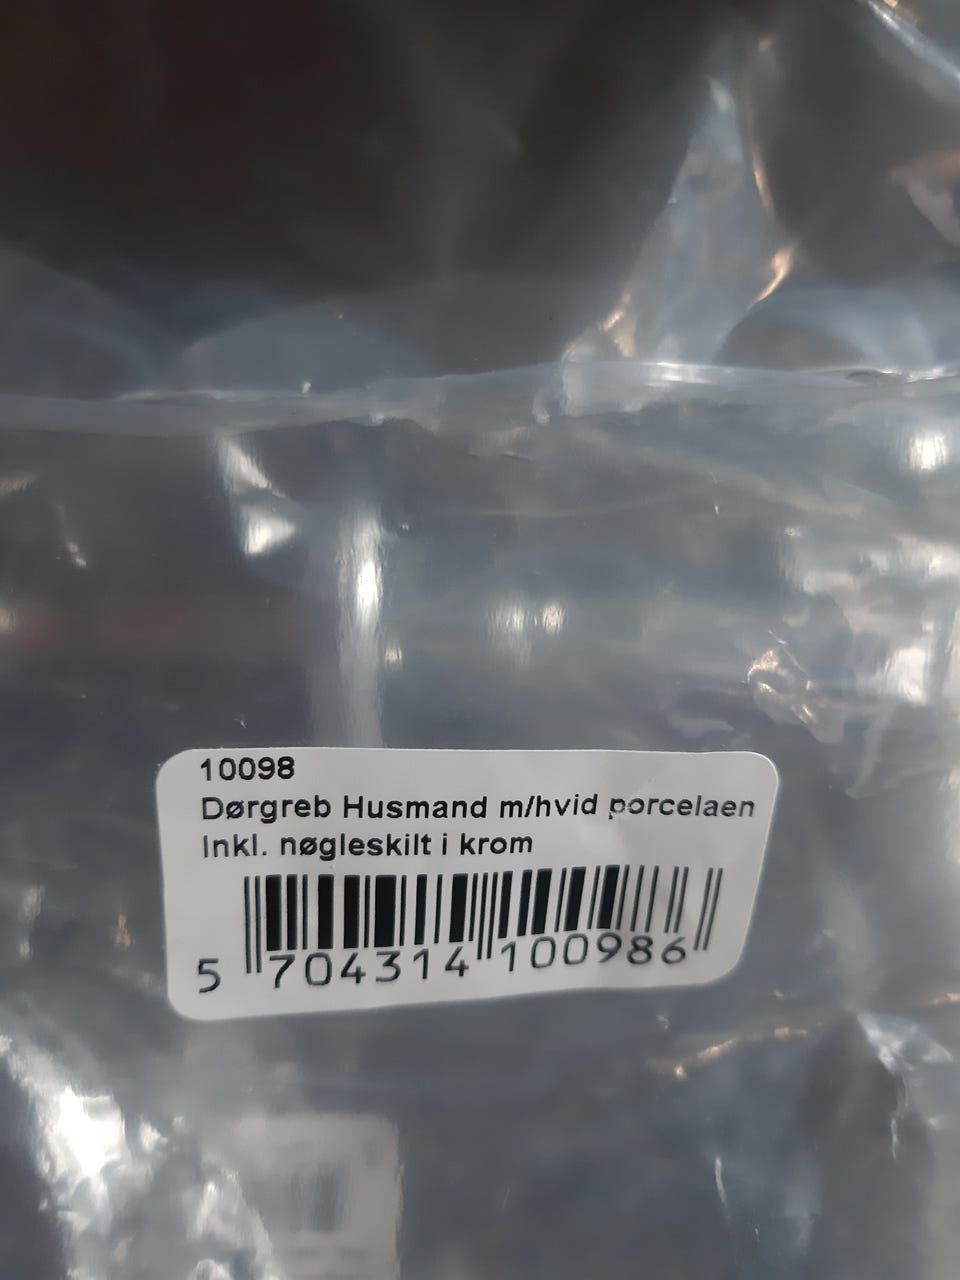 10098
Dørgreb Husmand m/hvid porcelaen
Inkl. nøgleskilt i krom
5 704314 100986